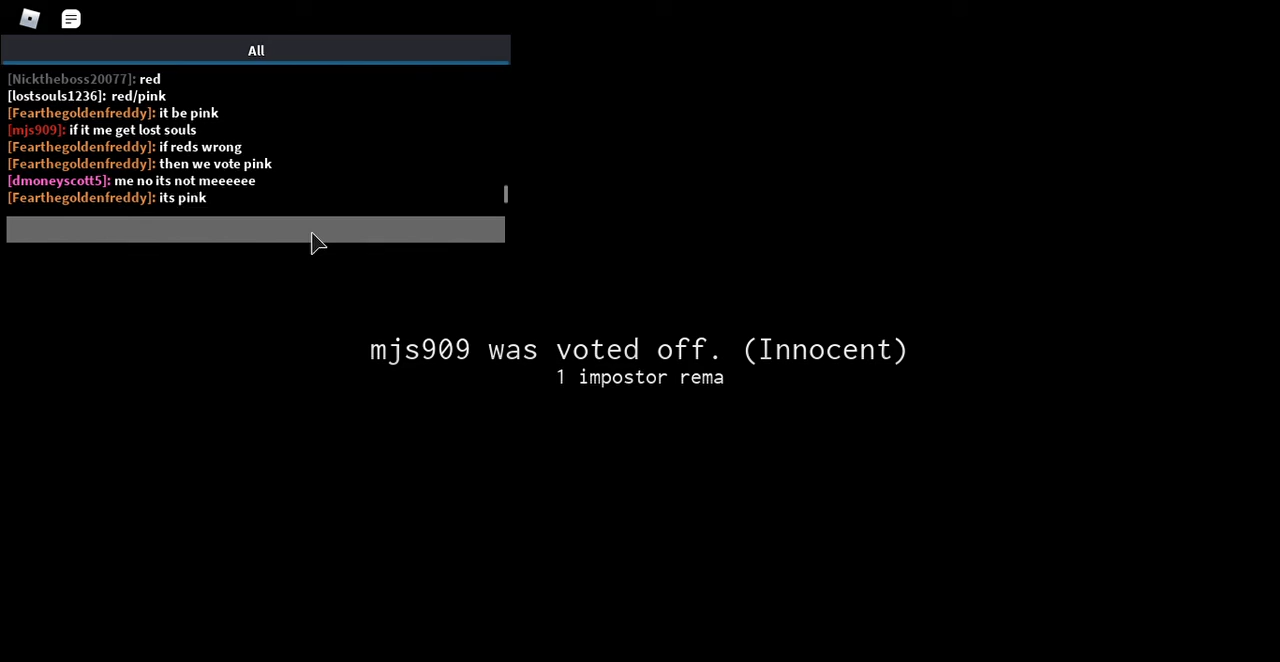 All
[Nicktheboss20077]: red
[lostsouls1236]: red/pink
[Fearthegoldenfreddy]: it be pink
[mjs909]: if it me get lost souls
[Fearthegoldenfreddy]: if reds wrong
[Fearthegoldenfreddy]: then we vote pink
[dmoneyscott5]: me no its not meeeeee
[Fearthegoldenfreddy]: its pink
mjs909 was voted off. (Innocent)
1 impostor rema